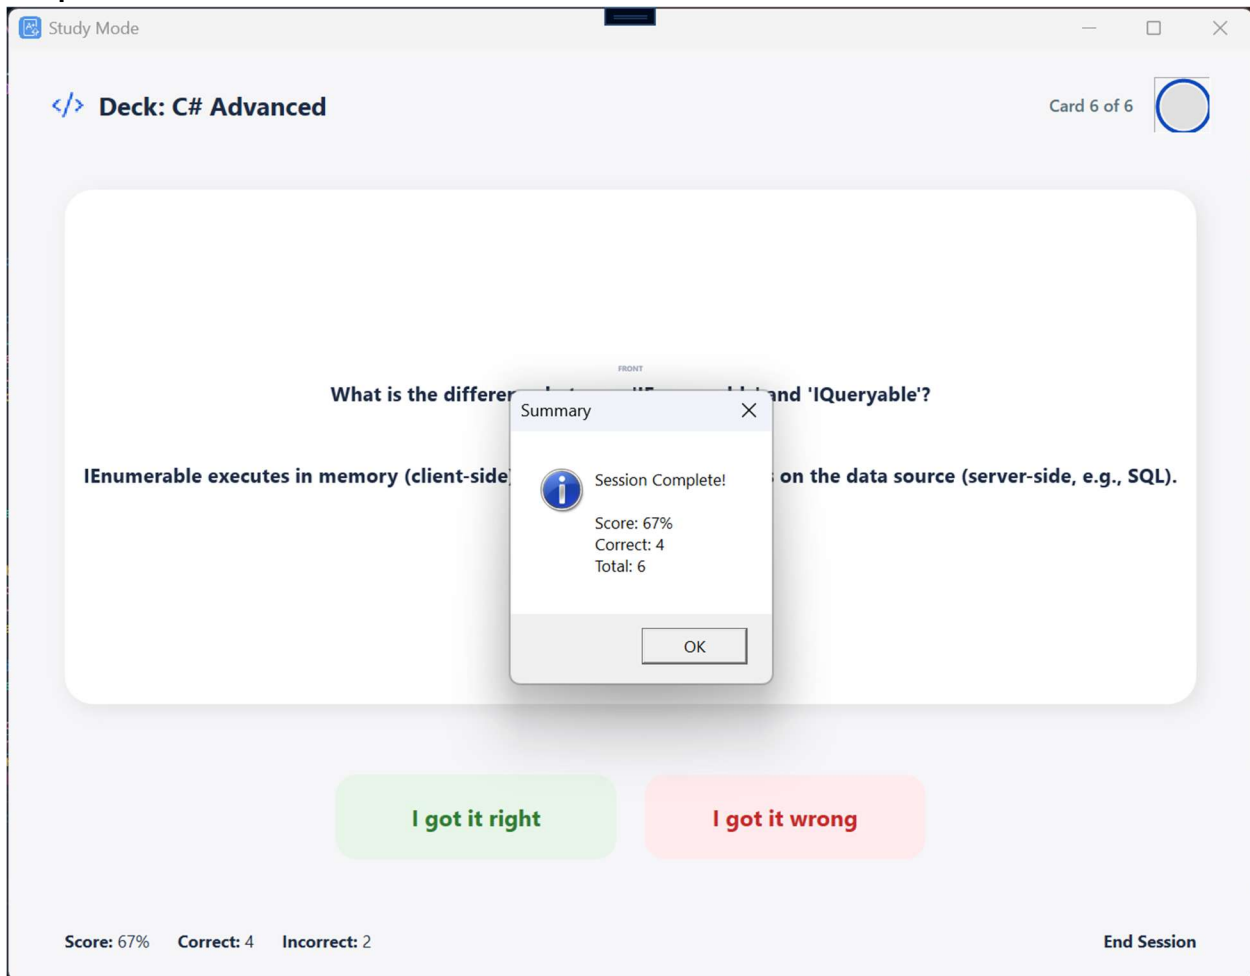 Study Mode
</> Deck: C# Advanced
Card 6 of 6
FRONT
What is the differ and 'IQueryable'?
IEnumerable executes in memory (client-side) on the data source (server-side, e.g., SQL).
Summary
Session Complete!
Score: 67%
Correct: 4
Total: 6
OK
I got it right
I got it wrong
Score: 67% Correct: 4 Incorrect: 2
End Session